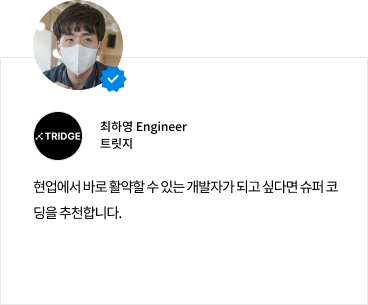 TRIDGE
최하영 Engineer
트릿지
현업에서 바로 활약할 수 있는 개발자가 되고 싶다면 슈퍼 코
딩을 추천합니다.